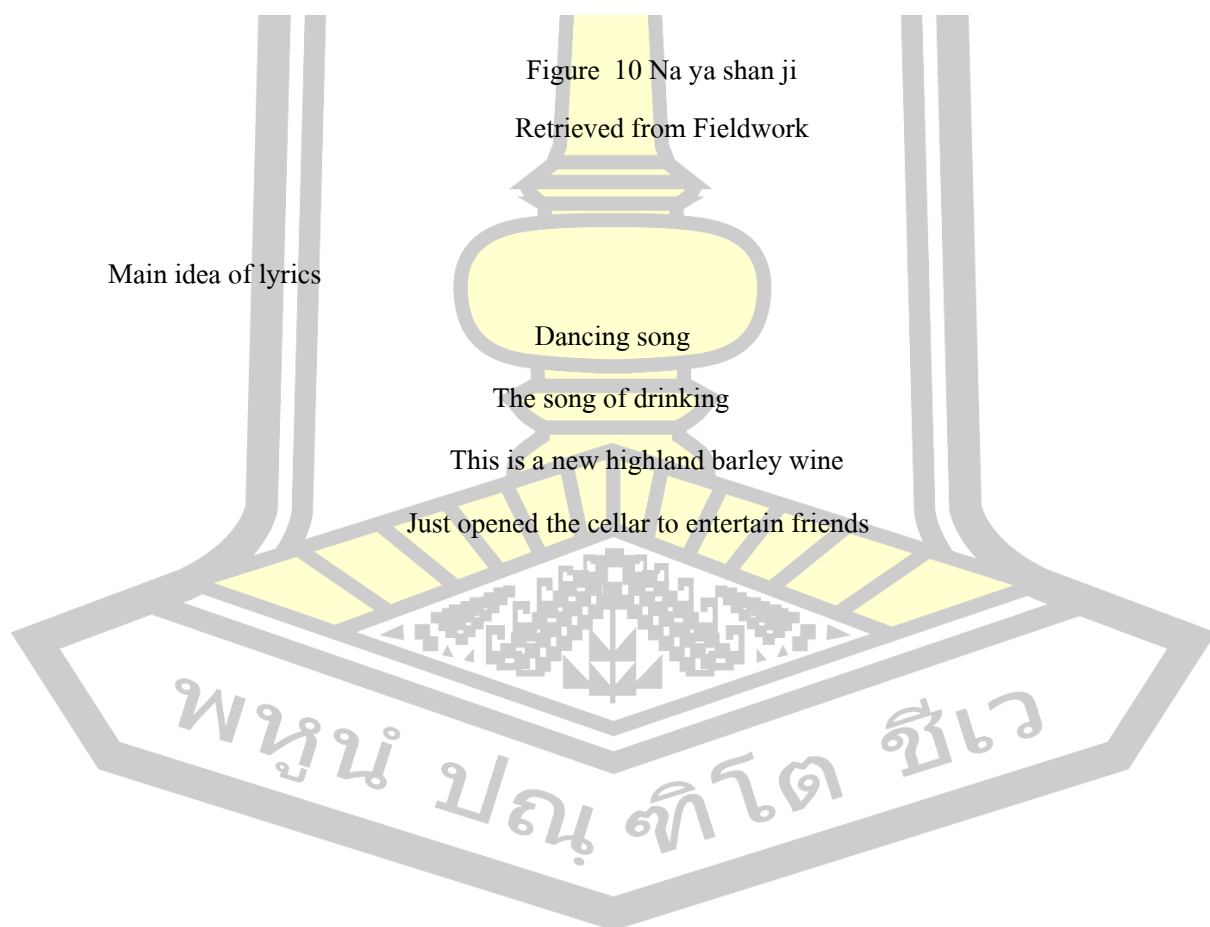 Figure  10 Na ya shan ji
Retrieved from Fieldwork
Main idea of lyrics
Dancing song
The song of drinking
This is a new highland barley wine
Just opened the cellar to entertain friends
พหูนํ ปณฺ ฑิโต ชีเว